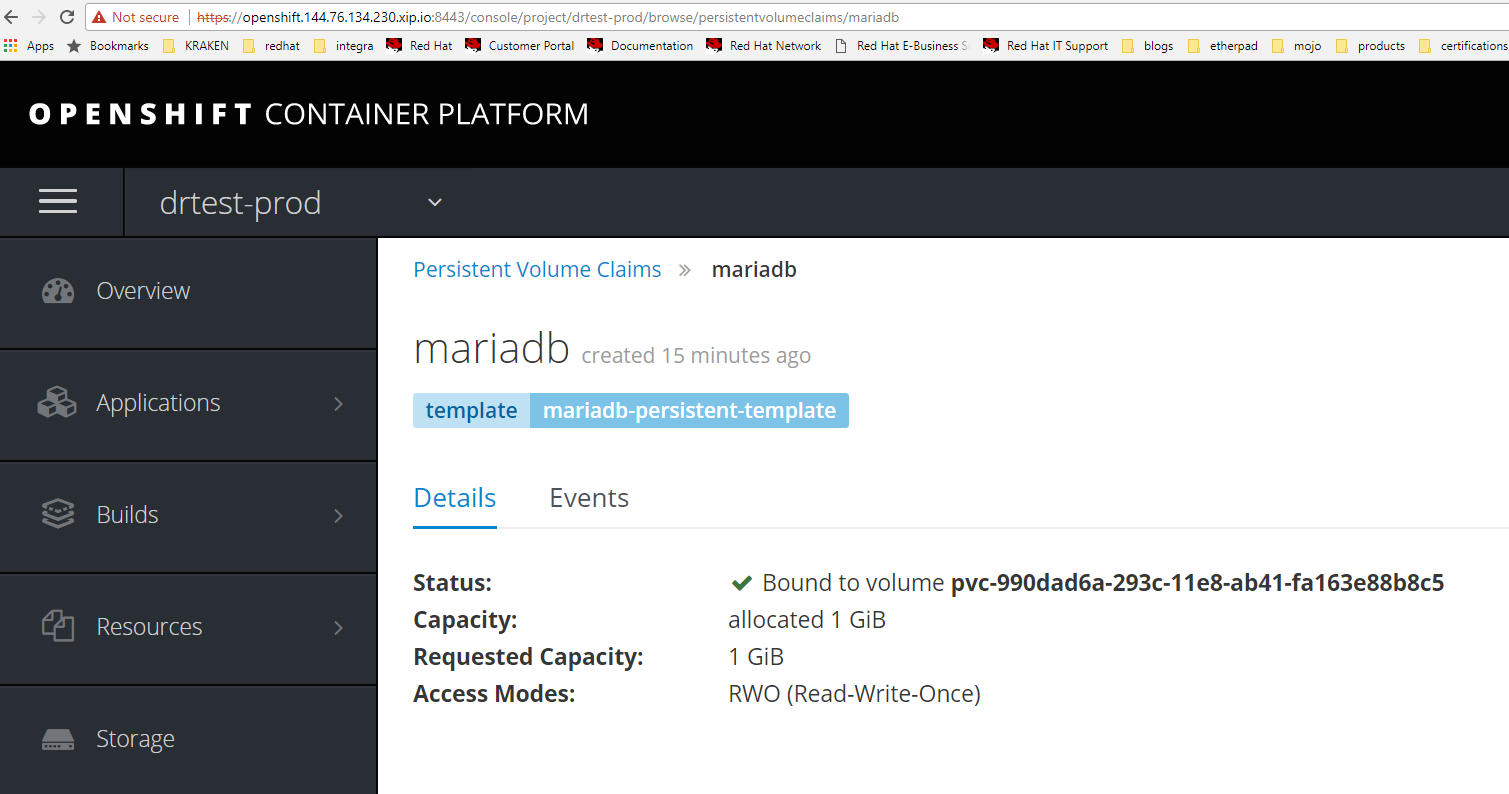 Not secure https://openshift.144.76.134.230.xip.io:8443/console/project/drtest-prod/browse/persistentvolumeclaims/mariadb
Apps Bookmarks KRAKEN redhat integra Red Hat Customer Portal Documentation Red Hat Network Red Hat E-Business Red Hat IT Support blogs etherpad mojo products certifications
OPENSHIFT CONTAINER PLATFORM
drtest-prod
Overview
Applications
Builds
Resources
Storage
Persistent Volume Claims » mariadb
mariadb created 15 minutes ago
template mariadb-persistent-template
Details Events
Status: Bound to volume pvc-990dad6a-293c-11e8-ab41-fa163e88b8c5
Capacity: allocated 1 GiB
Requested Capacity: 1 GiB
Access Modes: RWO (Read-Write-Once)